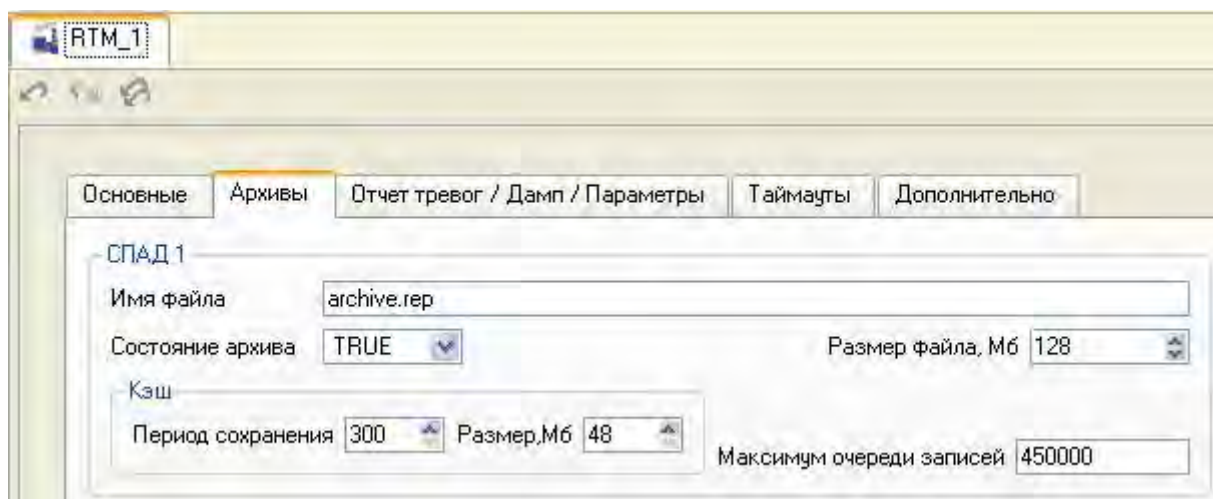 RTM_1
Основные Архивы Отчет тревог / Дамп / Параметры Таймауты Дополнительно
СПАД 1
Имя файла archive.rep
Состояние архива TRUE Размер файла, Мб 128
Кэш
Период сохранения 300 Размер,Мб 48
Максимум очереди записей 450000